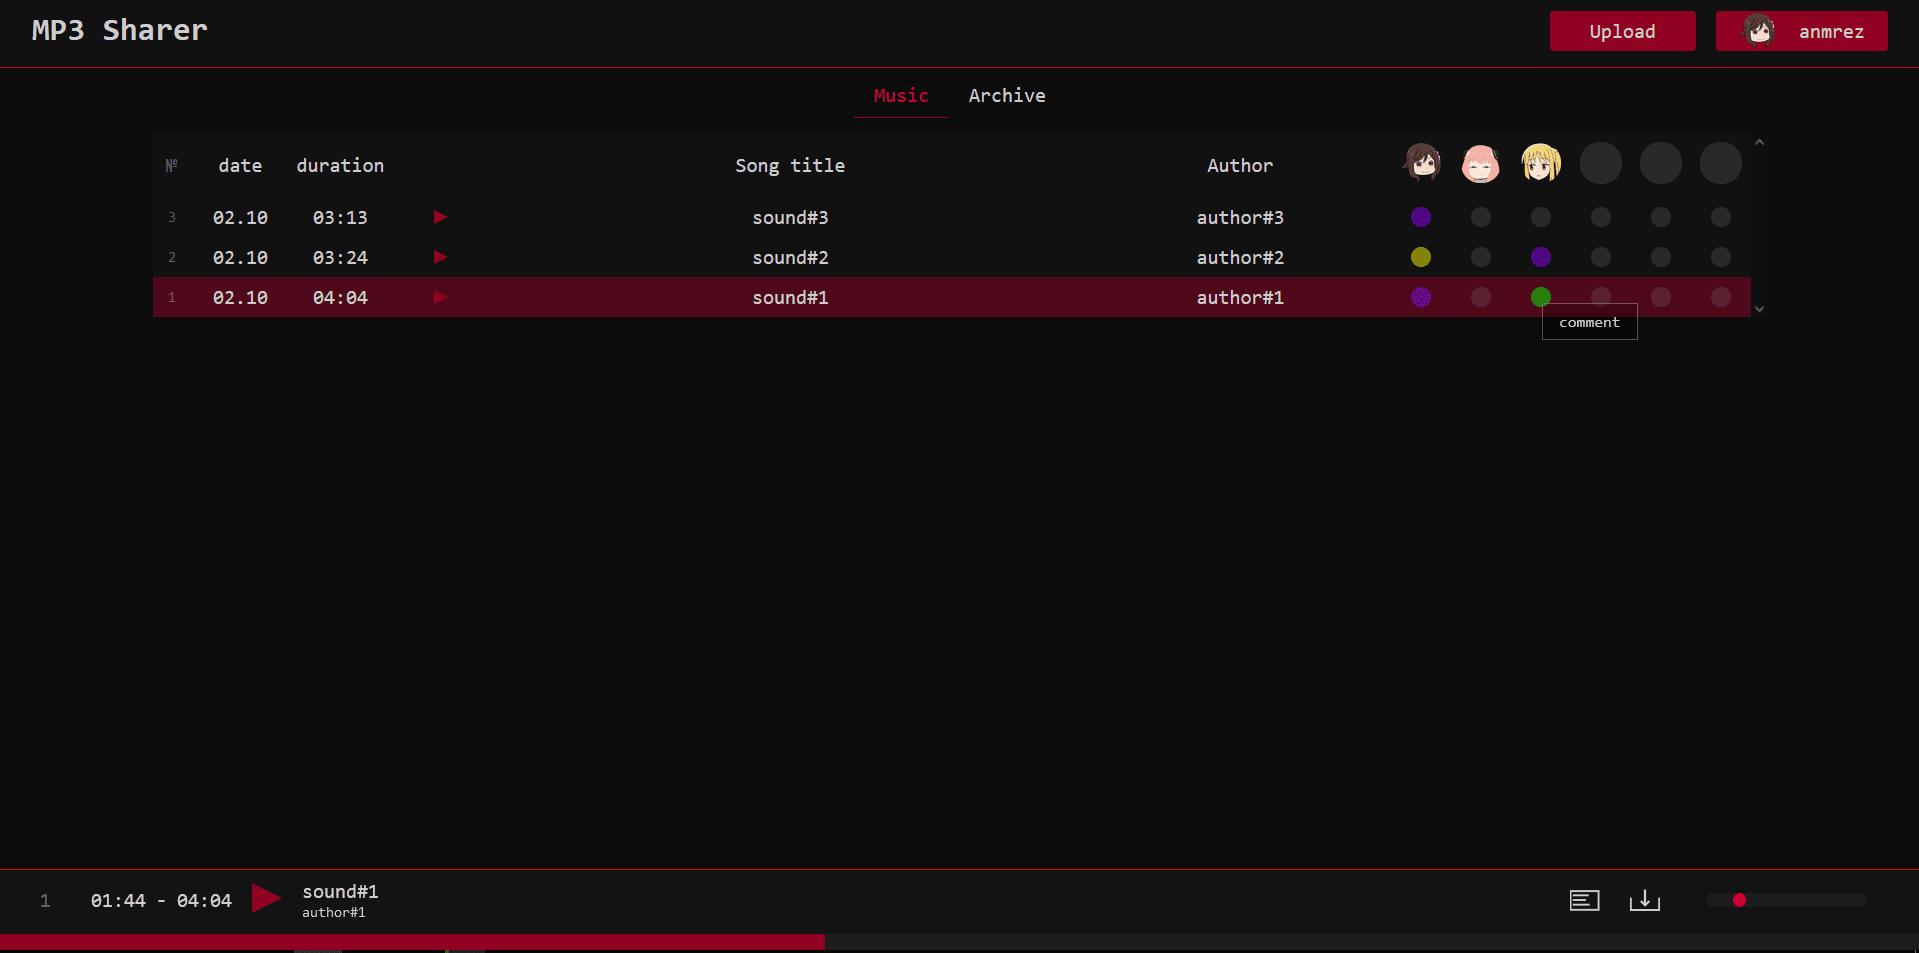 MP3 Sharer
Upload
anmrez
Music Archive
№ date duration Song title Author
3 02.10 03:13 sound#3 author#3
2 02.10 03:24 sound#2 author#2
1 02.10 04:04 sound#1 author#1
comment
1 01:44 - 04:04 sound#1
author#1